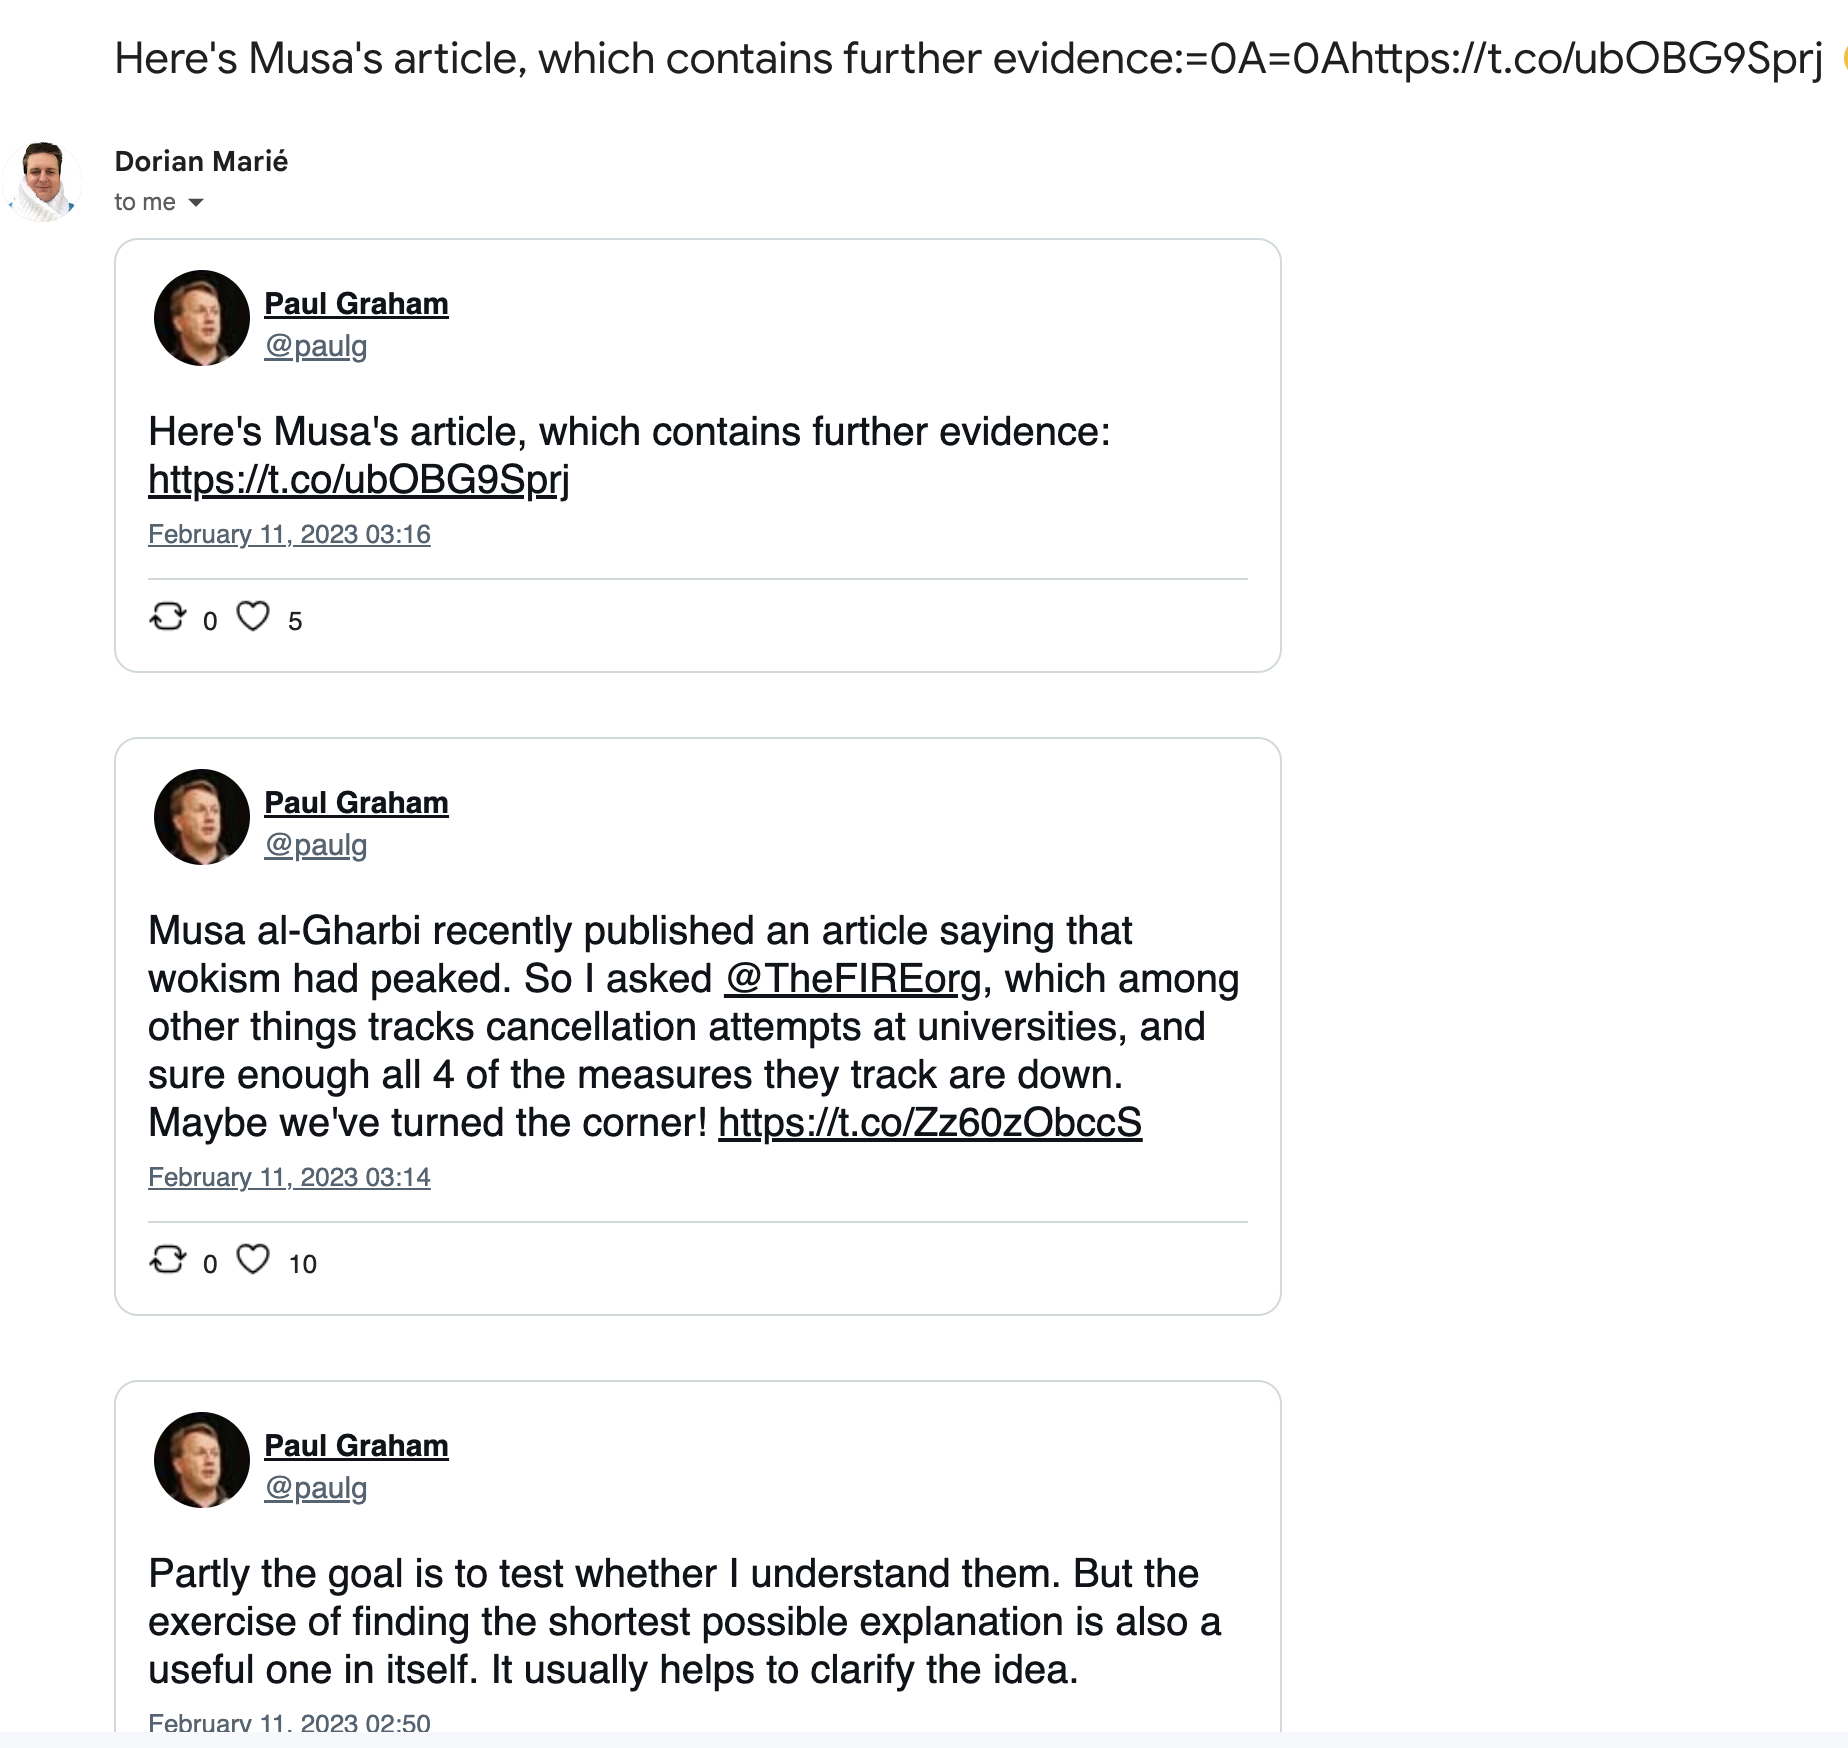 Here's Musa's article, which contains further evidence:=0A=0Ahttps://t.co/ubOBG9Sprj
Dorian Marié
to me
Paul Graham
@paulg
Here's Musa's article, which contains further evidence:
https://t.co/ubOBG9Sprj
February 11, 2023 03:16
0 5
Paul Graham
@paulg
Musa al-Gharbi recently published an article saying that
wokism had peaked. So I asked @TheFIREorg, which among
other things tracks cancellation attempts at universities, and
sure enough all 4 of the measures they track are down.
Maybe we've turned the corner! https://t.co/Zz60zObccS
February 11, 2023 03:14
0 10
Paul Graham
@paulg
Partly the goal is to test whether I understand them. But the
exercise of finding the shortest possible explanation is also a
useful one in itself. It usually helps to clarify the idea.
February 11, 2023 02:50